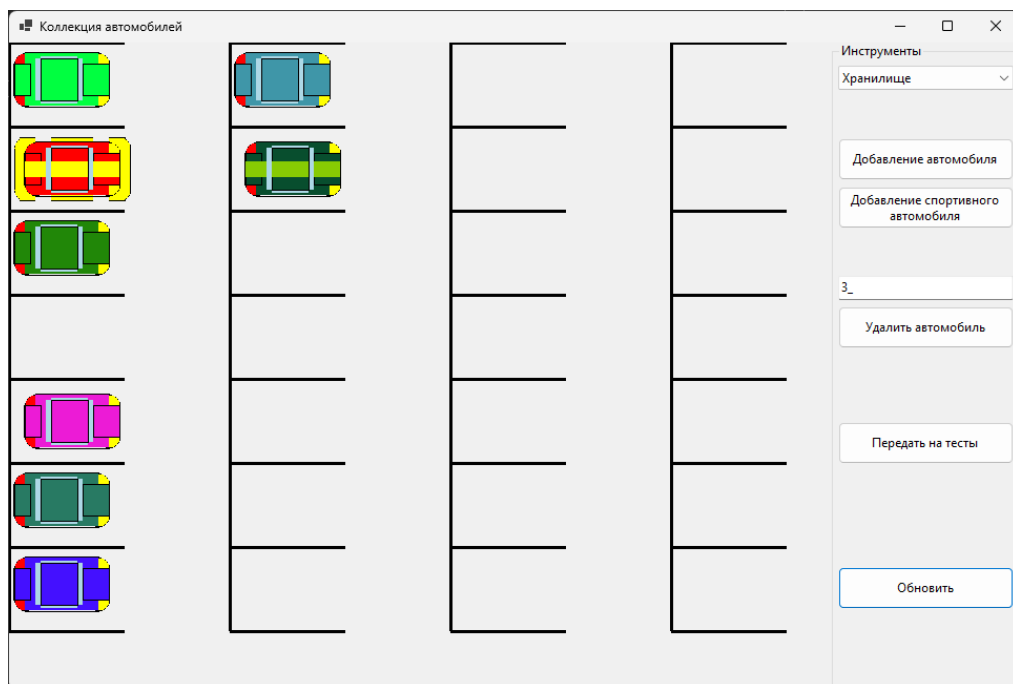 Коллекция автомобилей
Инструменты
Хранилище
Добавление автомобиля
Добавление спортивного
автомобиля
3_
Удалить автомобиль
Передать на тесты
Обновить